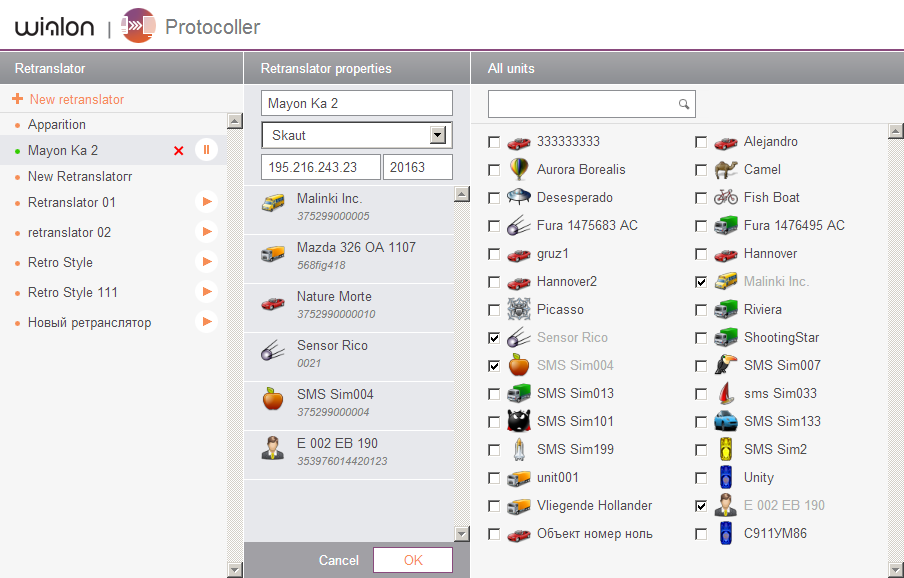 wialon | Protocoller
Retranslator
New retranslator
Apparition
Mayon Ka 2
New Retranslatorr
Retranslator 01
retranslator 02
Retro Style
Retro Style 111
Новый ретранслятор
Retranslator properties
Mayon Ka 2
Skaut
195.216.243.23 20163
Malinki Inc.
375299000005
Mazda 326 OA 1107
568fig418
Nature Morte
3752990000010
Sensor Rico
0021
SMS Sim004
375299000004
E 002 EB 190
353976014420123
Cancel OK
All units
333333333 Alejandro
Aurora Borealis Camel
Desesperado Fish Boat
Fura 1475683 AC Fura 1476495 AC
gruz1 Hannover
Hannover2 Malinki Inc.
Picasso Riviera
Sensor Rico ShootingStar
SMS Sim004 SMS Sim007
SMS Sim013 sms Sim033
SMS Sim101 SMS Sim133
SMS Sim199 SMS Sim2
unit001 Unity
Vliegende Hollander E 002 EB 190
Объект номер ноль С911УМ86